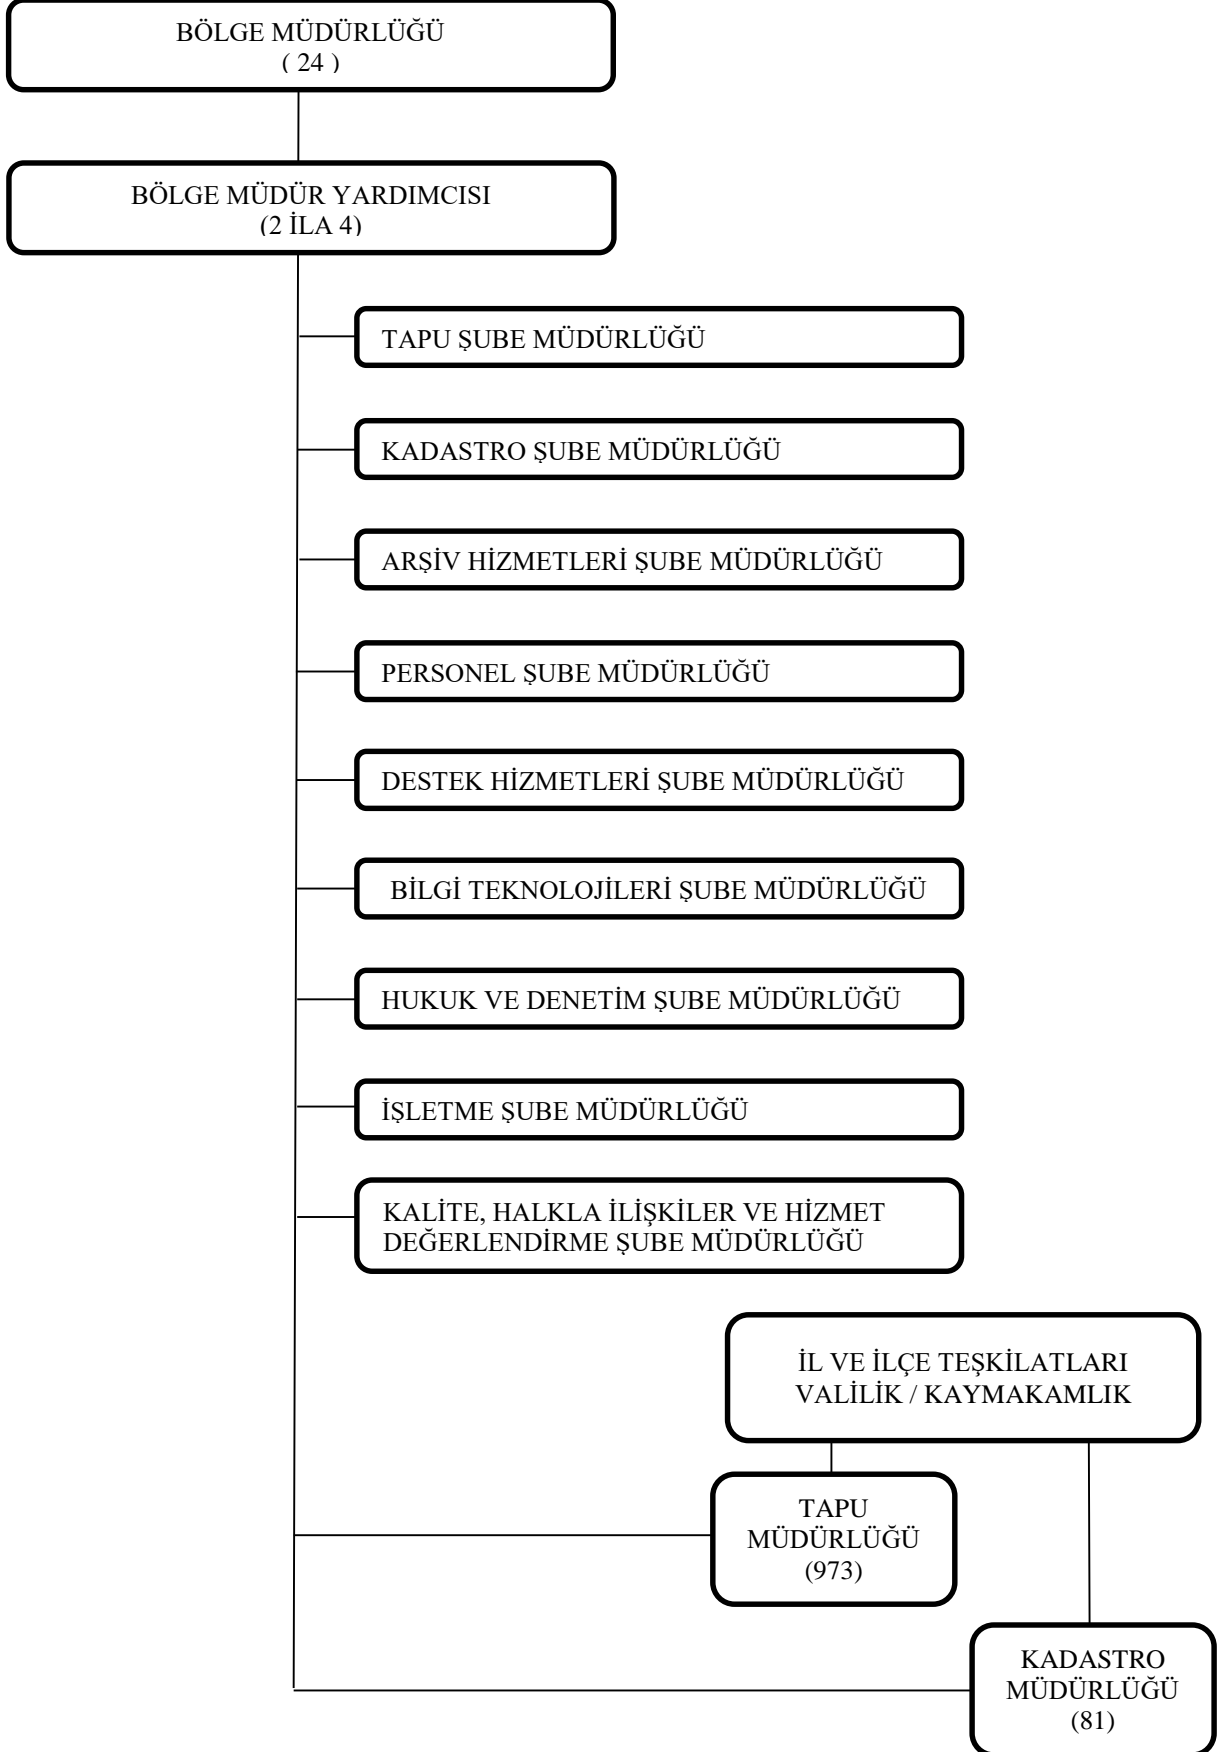 BÖLGE MÜDÜRLÜĞÜ
( 24 )
BÖLGE MÜDÜR YARDIMCISI
(2 İLA 4)
TAPU ŞUBE MÜDÜRLÜĞÜ
KADASTRO ŞUBE MÜDÜRLÜĞÜ
ARŞİV HİZMETLERİ ŞUBE MÜDÜRLÜĞÜ
PERSONEL ŞUBE MÜDÜRLÜĞÜ
DESTEK HİZMETLERİ ŞUBE MÜDÜRLÜĞÜ
BİLGİ TEKNOLOJİLERİ ŞUBE MÜDÜRLÜĞÜ
HUKUK VE DENETİM ŞUBE MÜDÜRLÜĞÜ
İŞLETME ŞUBE MÜDÜRLÜĞÜ
KALİTE, HALKLA İLİŞKİLER VE HİZMET
DEĞERLENDİRME ŞUBE MÜDÜRLÜĞÜ
İL VE İLÇE TEŞKİLATLARI
VALİLİK / KAYMAKAMLIK
TAPU
MÜDÜRLÜĞÜ
(973)
KADASTRO
MÜDÜRLÜĞÜ
(81)